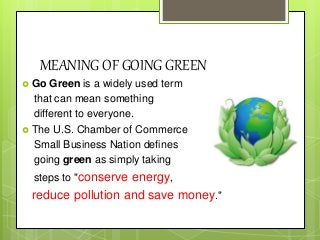 MEANING OF GOING GREEN
Go Green is a widely used term
that can mean something
different to everyone.
The U.S. Chamber of Commerce
Small Business Nation defines
going green as simply taking
steps to "conserve energy,
reduce pollution and save money."